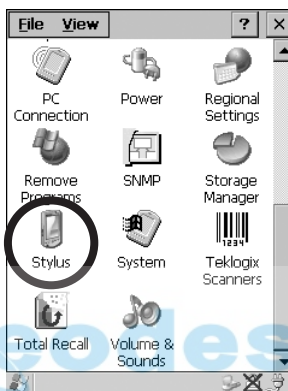 File View ? ×
PC Connection
Power
Regional Settings
Remove Programs
SNMP
Storage Manager
1234
Stylus
System
Teklogix Scanners
Total Recall
Volume & Sounds
eodes